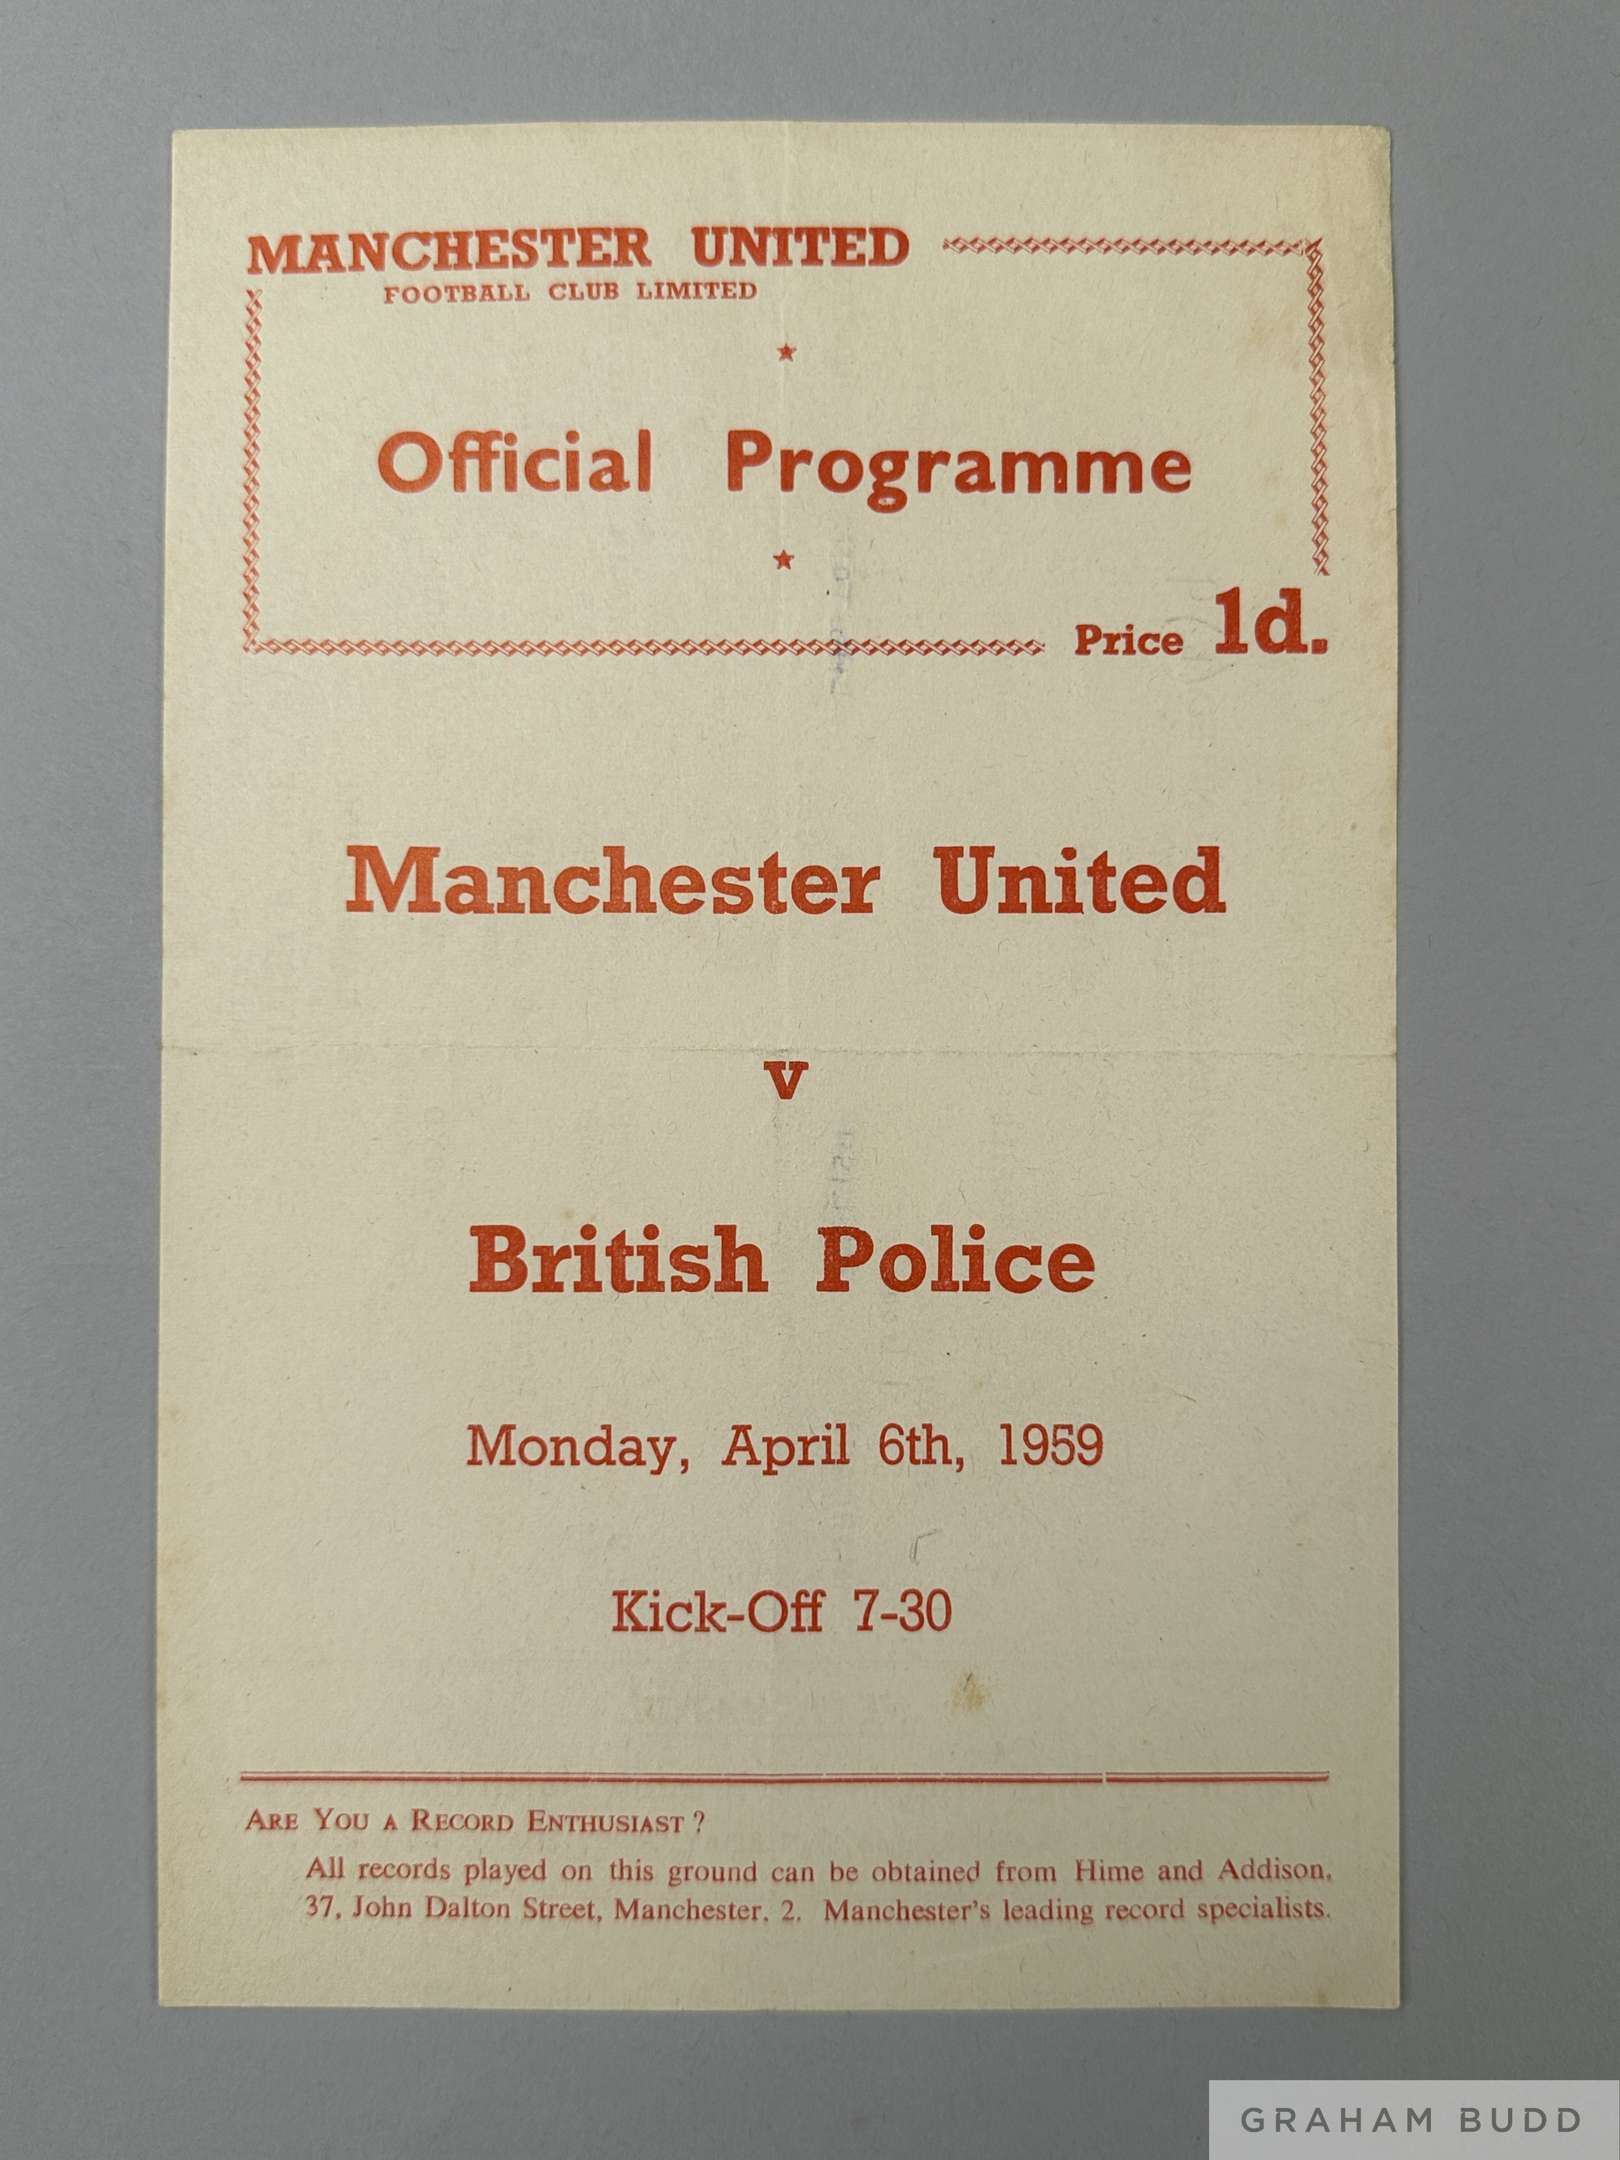 MANCHESTER UNITED
FOOTBALL CLUB LIMITED
Official Programme
Price 1d.
Manchester United
v
British Police
Monday, April 6th, 1959
Kick-Off 7-30
ARE YOU A RECORD ENTHUSIAST?
All records played on this ground can be obtained from Hime and Addison,
37, John Dalton Street, Manchester, 2. Manchester's leading record specialists.
GRAHAM BUDD